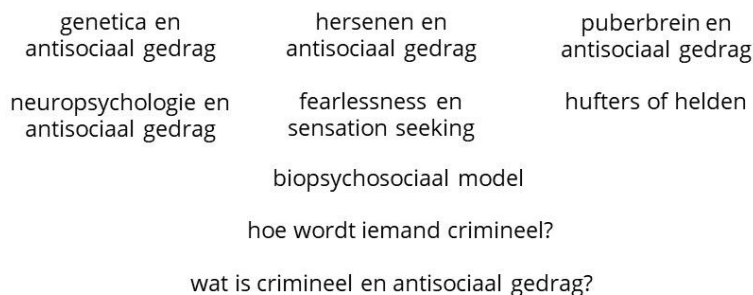 genetica en
antisociaal gedrag
hersenen en
antisociaal gedrag
puberbrein en
antisociaal gedrag
neuropsychologie en
antisociaal gedrag
fearlessness en
sensation seeking
hufters of helden
biopsychosociaal model
hoe wordt iemand crimineel?
wat is crimineel en antisociaal gedrag?